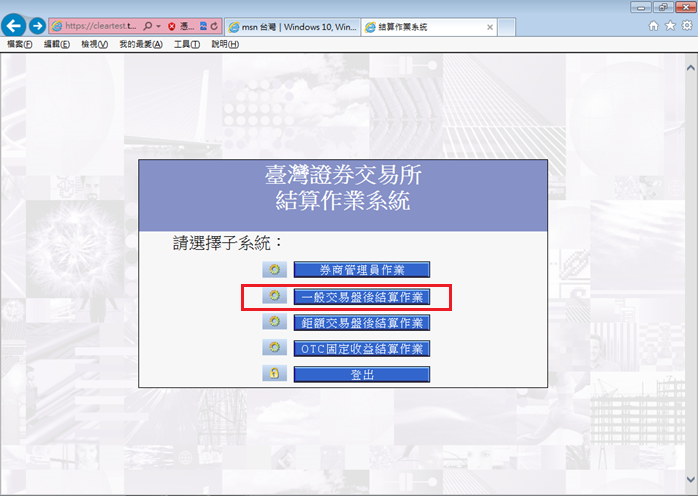 https://cleartest.t...
憑...
msn 台灣 | Windows 10, Win...
結算作業系統
檔案(F) 編輯(E) 檢視(V) 我的最愛(A) 工具(T) 說明(H)
臺灣證券交易所
結算作業系統
請選擇子系統：
券商管理員作業
一般交易盤後結算作業
鉅額交易盤後結算作業
OTC固定收益結算作業
登出